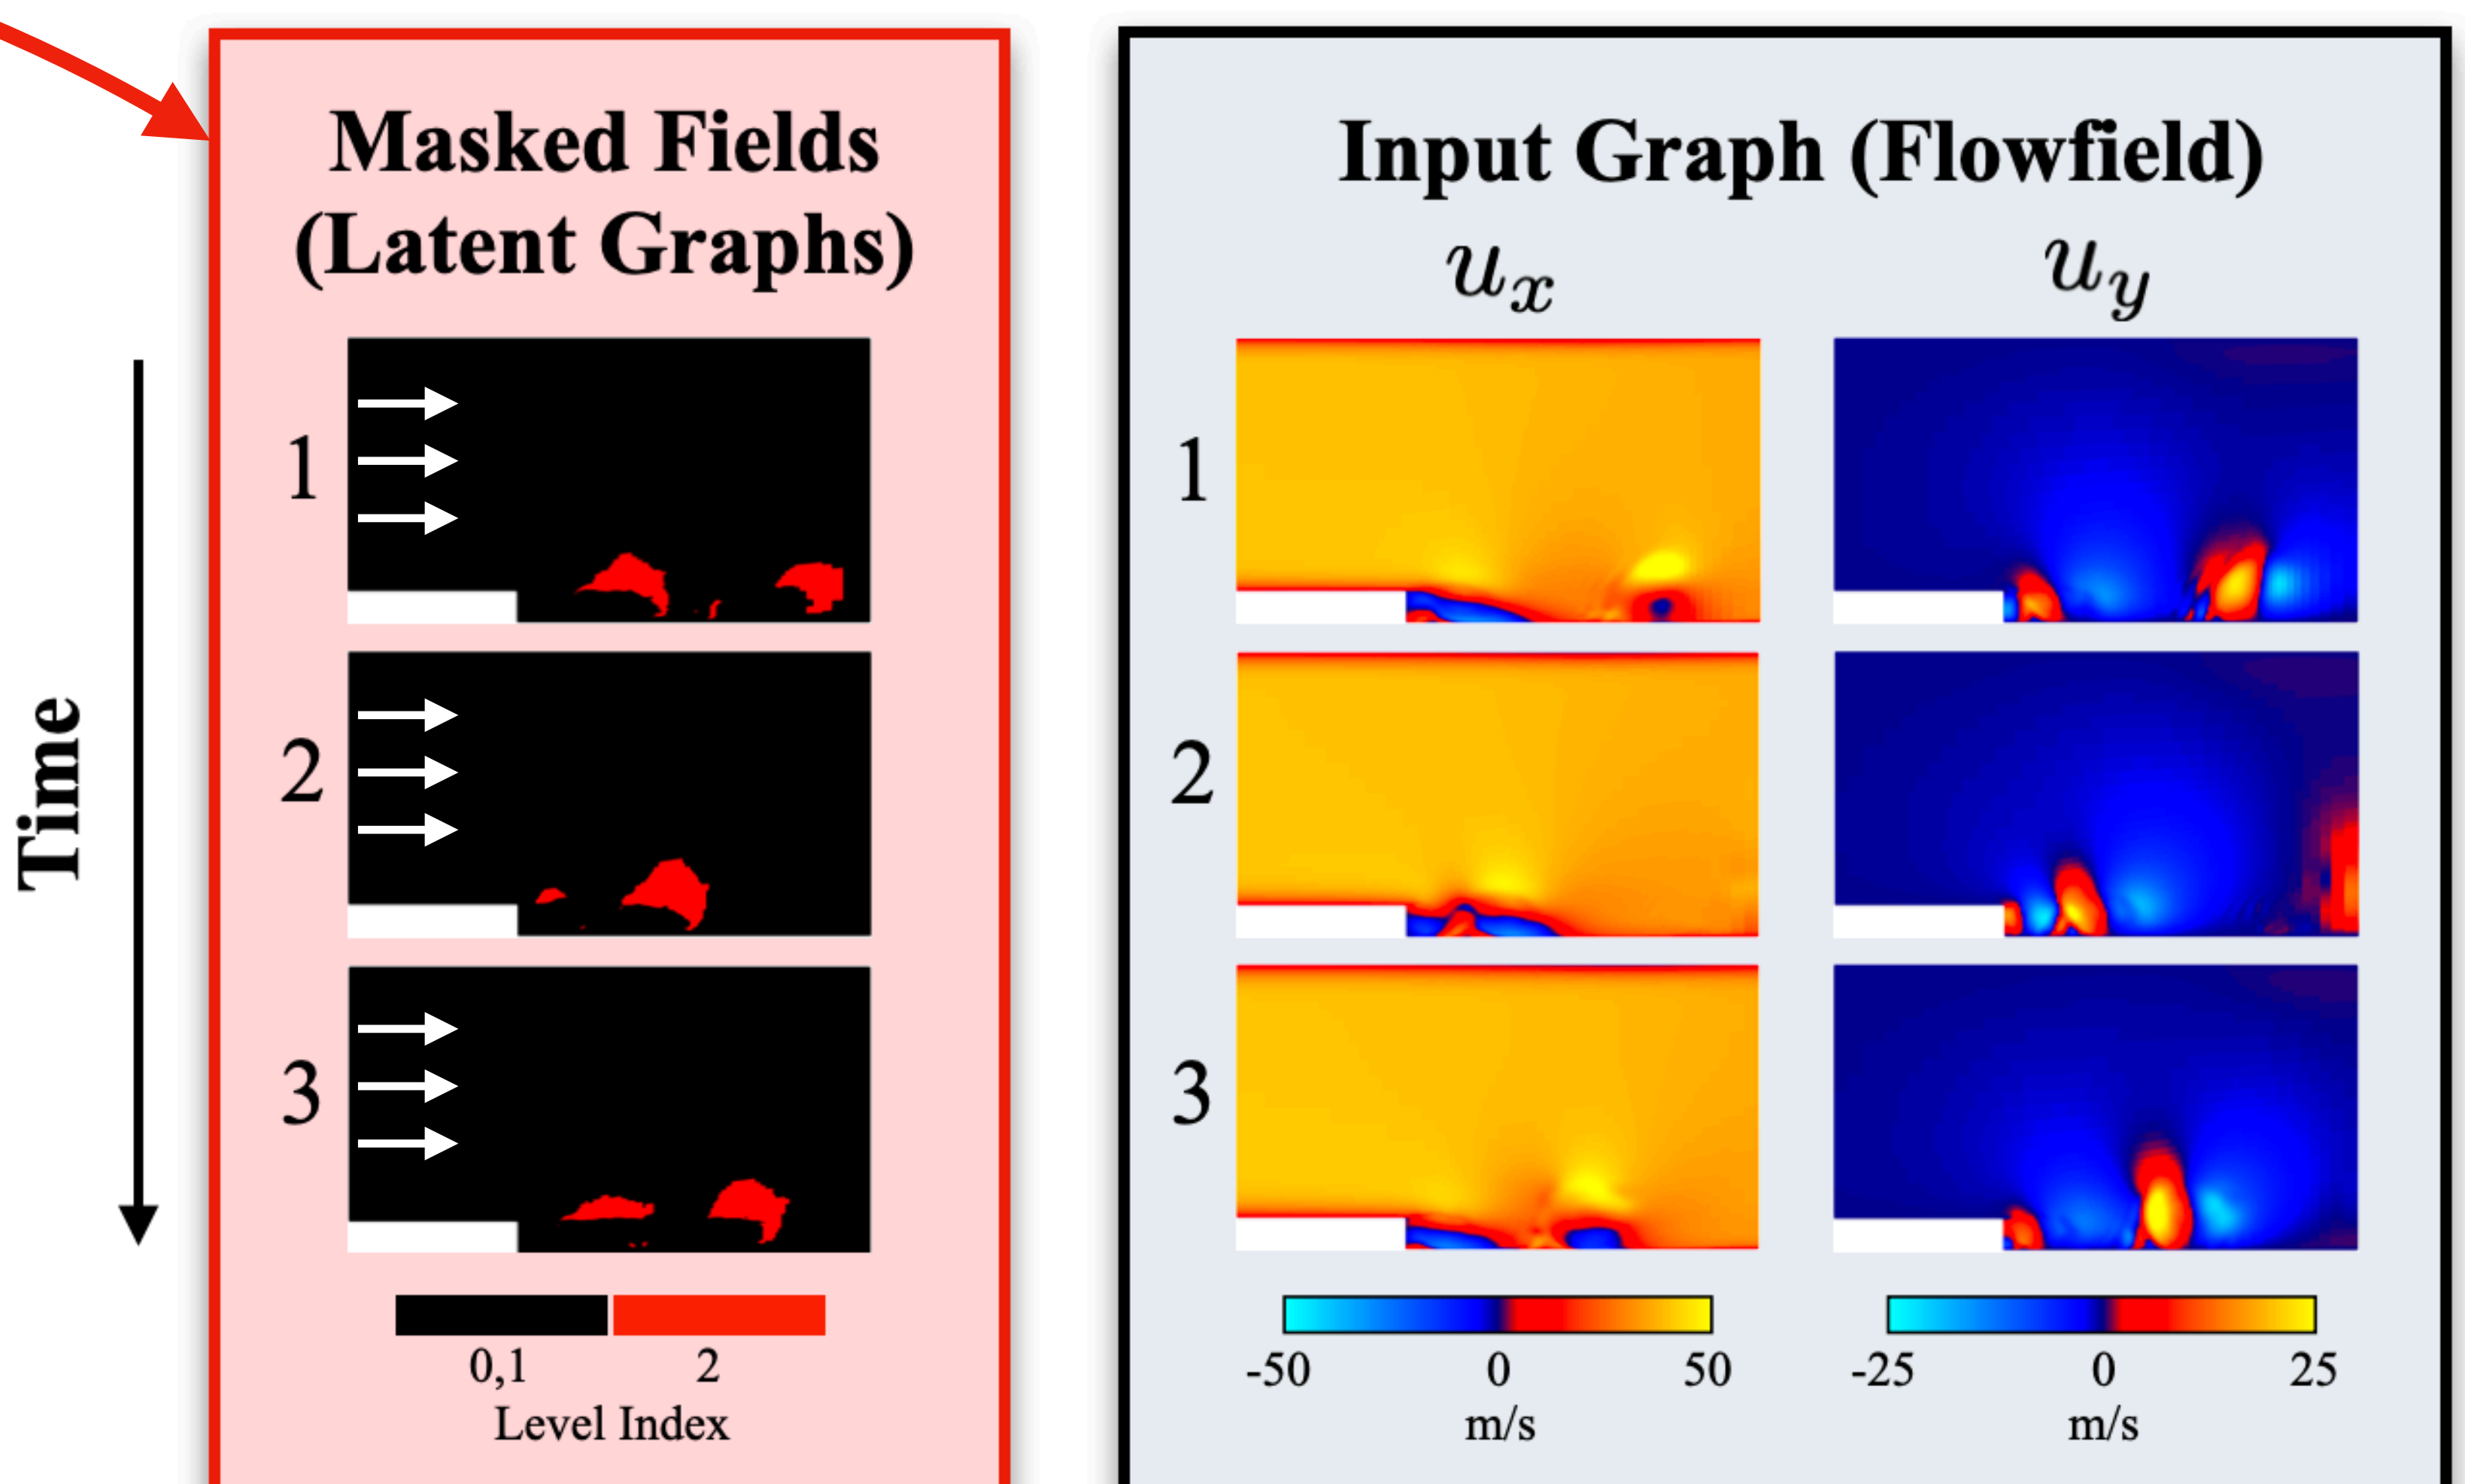 Masked Fields
(Latent Graphs)
Time
1
2
3
0,1 2
Level Index
Input Graph (Flowfield)
u_x u_y
1
2
3
-50 0 50 -25 0 25
m/s m/s